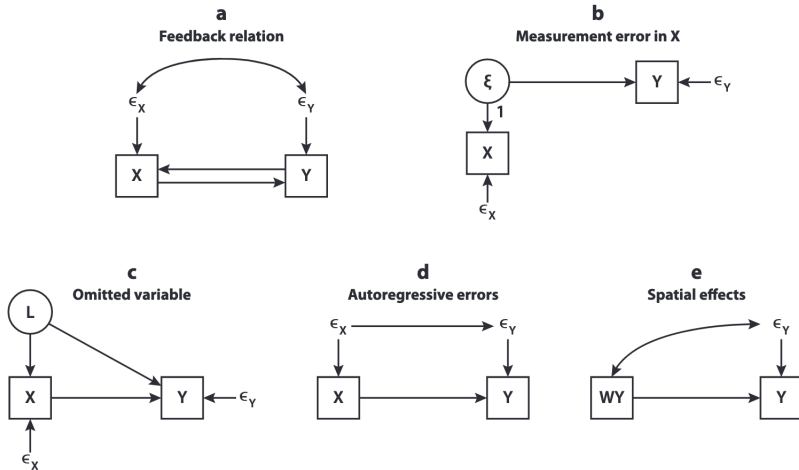 a
Feedback relation
ϵX
ϵY
X
Y
b
Measurement error in X
ξ
1
Y
ϵY
X
ϵX
c
Omitted variable
L
X
Y
ϵY
ϵX
d
Autoregressive errors
ϵX
ϵY
X
Y
e
Spatial effects
ϵY
WY
Y